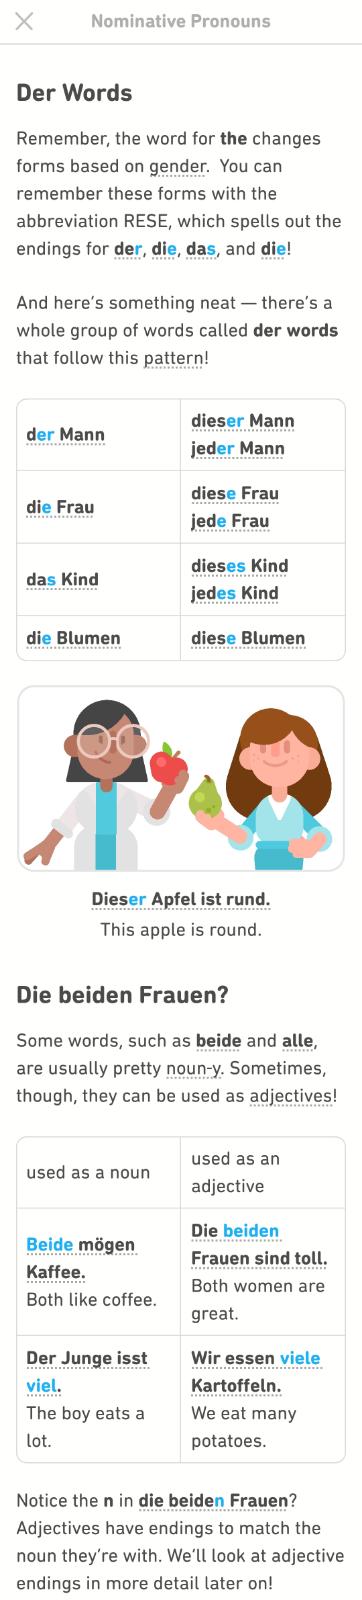 Nominative Pronouns
Der Words
Remember, the word for the changes
forms based on gender. You can
remember these forms with the
abbreviation RESE, which spells out the
endings for der, die, das, and die!
And here's something neat — there's a
whole group of words called der words
that follow this pattern!
der Mann
dieser Mann
jeder Mann
die Frau
diese Frau
jede Frau
das Kind
dieses Kind
jedes Kind
die Blumen
diese Blumen
Dieser Apfel ist rund.
This apple is round.
Die beiden Frauen?
Some words, such as beide and alle,
are usually pretty noun-y. Sometimes,
though, they can be used as adjectives!
used as a noun
used as an
adjective
Beide mögen
Kaffee.
Both like coffee.
Die beiden
Frauen sind toll.
Both women are
great.
Der Junge isst
viel.
The boy eats a
lot.
Wir essen viele
Kartoffeln.
We eat many
potatoes.
Notice the n in die beiden Frauen?
Adjectives have endings to match the
noun they're with. We'll look at adjective
endings in more detail later on!